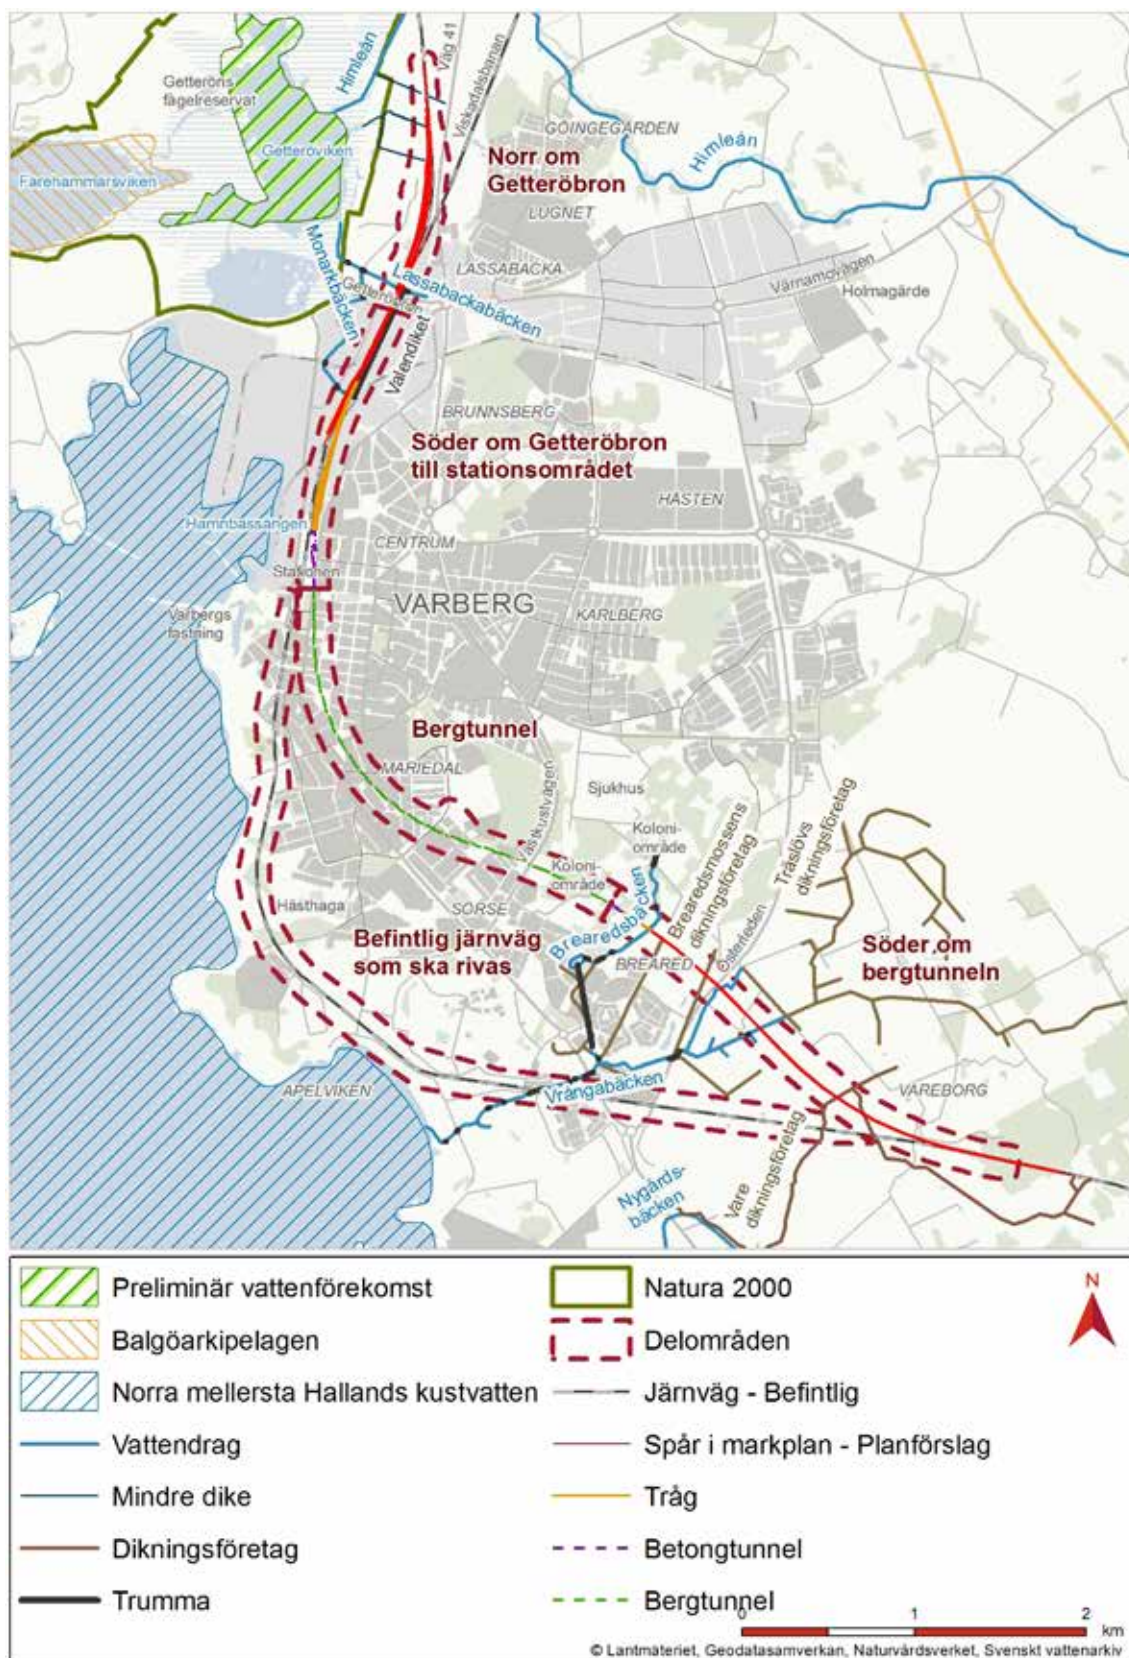 Väg 41
Viskadalsbanan
Himleån
Getteröns
fågelreservat
Getteröviken
Farehammarsviken
GÖINGEGÅRDEN
Himleån
Norr om
Getteröbron
LUGNET
Monarkbäcken
LASSABACKA
Lassabackabäcken
Getteröbron
Värnamovägen
Holmagärde
Valendiket
BRUNNSBERG
Söder om Getteröbron
till stationsområdet
HÄSTEN
Hamnbassängen
CENTRUM
Stationen
VARBERG
KARLBERG
Varbergs
fästning
Bergtunnel
MARIEDAL
Sjukhus
Västkustvägen
Koloni-
område
Koloni-
område
Brearedsmossens
dikningsföretag
Träslövs
dikningsföretag
Hästhaga
SÖRSE
Brearedsbäcken
Befintlig järnväg
som ska rivas
BREARED
Österleden
Söder om
bergtunneln
APELVIKEN
Vrångabäcken
VAREBORG
Nygårds-
bäcken
Vare
dikningsföretag
Preliminär vattenförekomst
Balgöarkipelagen
Norra mellersta Hallands kustvatten
Vattendrag
Mindre dike
Dikningsföretag
Trumma
Natura 2000
Delområden
Järnväg - Befintlig
Spår i markplan - Planförslag
Tråg
Betongtunnel
Bergtunnel
N
0 1 2
km
© Lantmäteriet, Geodatasamverkan, Naturvårdsverket, Svenskt vattenarkiv